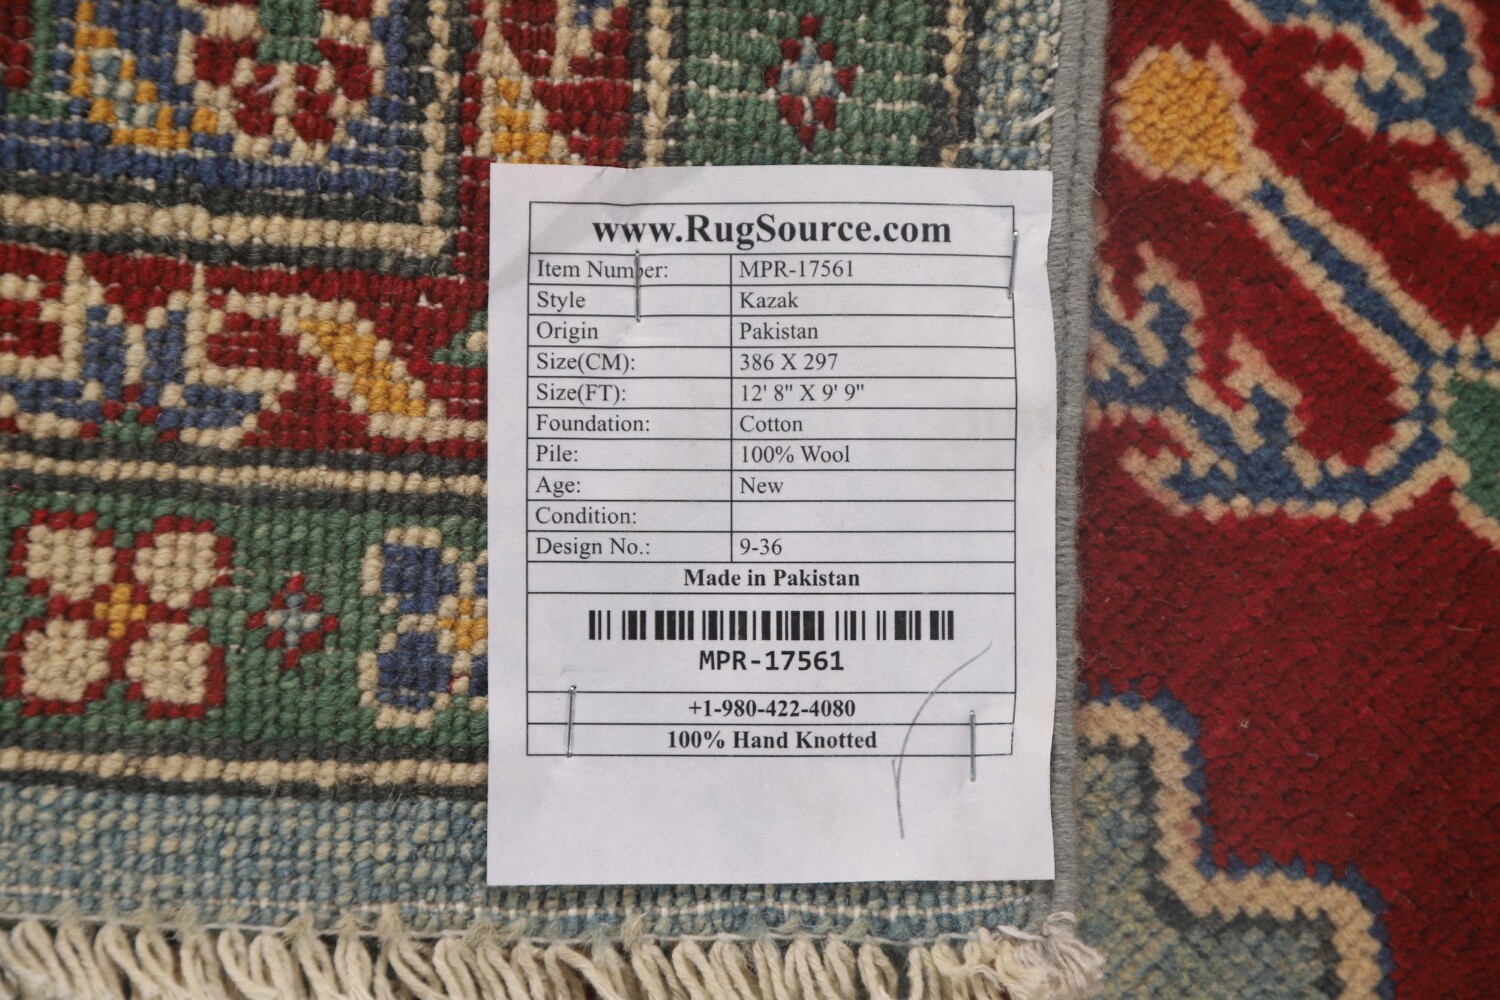 www.RugSource.com
Item Number: MPR-17561
Style Kazak
Origin Pakistan
Size(CM): 386 X 297
Size(FT): 12' 8" X 9' 9"
Foundation: Cotton
Pile: 100% Wool
Age: New
Condition:
Design No.: 9-36
Made in Pakistan
MPR-17561
+1-980-422-4080
100% Hand Knotted